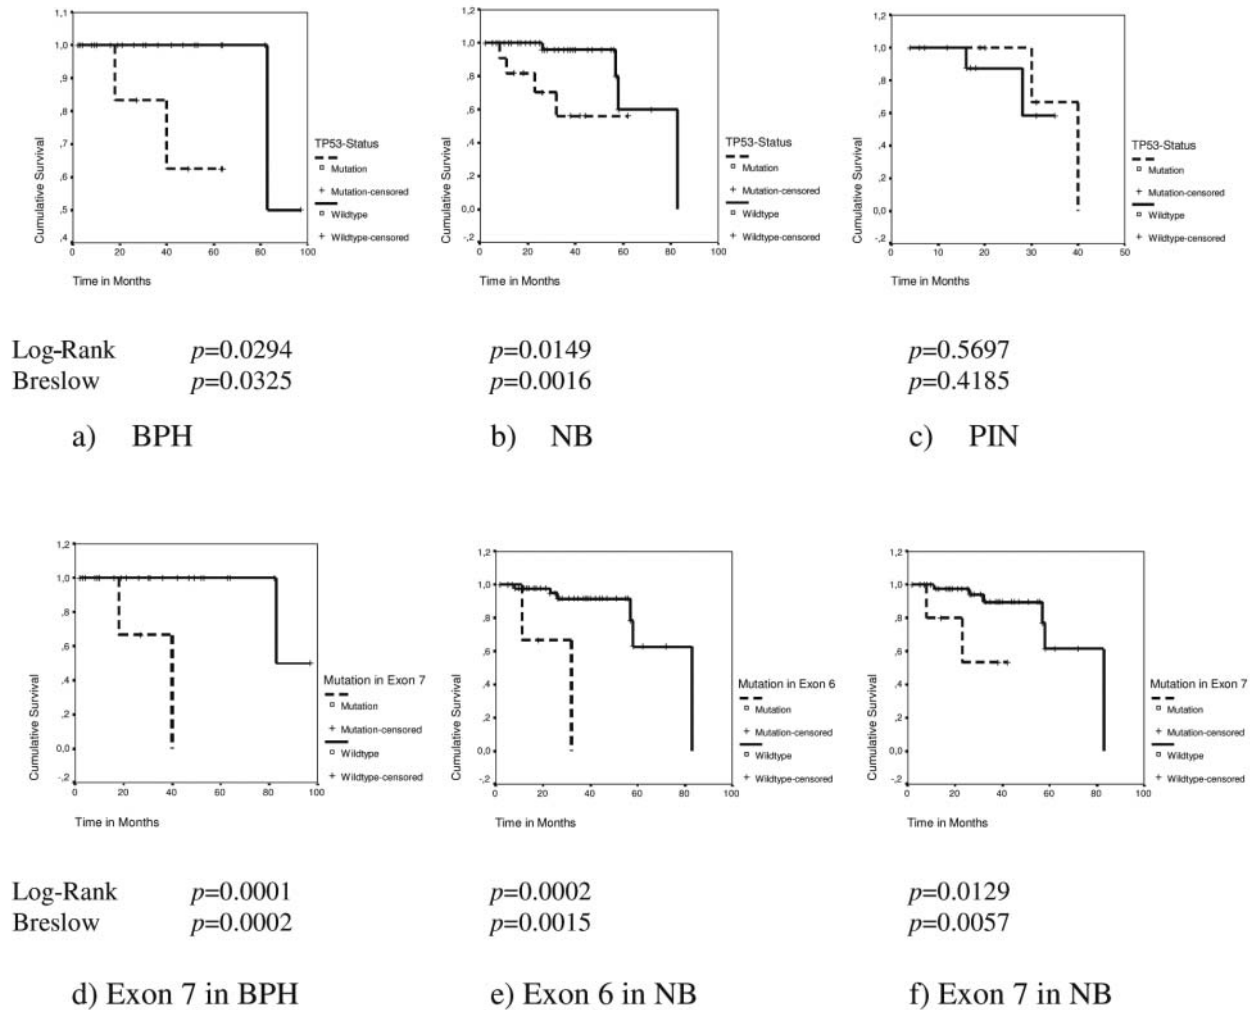 1,1
1,0
,9
,8
,7
,6
,5
,4
0 20 40 60 80 100
Cumulative Survival
Time in Months
TP53-Status
Mutation
Mutation-censored
Wildtype
Wildtype-censored
1,2
1,0
,8
,6
,4
,2
0,0
-,2
0 20 40 60 80 100
Cumulative Survival
Time in Months
TP53-Status
Mutation
Mutation-censored
Wildtype
Wildtype-censored
1,2
1,0
,8
,6
,4
,2
0,0
-,2
0 10 20 30 40 50
Cumulative Survival
Time in Months
TP53-Status
Mutation
Mutation-censored
Wildtype
Wildtype-censored
Log-Rank p=0.0294 p=0.0149 p=0.5697
Breslow p=0.0325 p=0.0016 p=0.4185
a) BPH b) NB c) PIN
1,2
1,0
,8
,6
,4
,2
0,0
-,2
0 20 40 60 80 100
Cumulative Survival
Time in Months
Mutation in Exon 7
Mutation
Mutation-censored
Wildtype
Wildtype-censored
1,2
1,0
,8
,6
,4
,2
0,0
-,2
0 20 40 60 80 100
Cumulative Survival
Time in Months
Mutation in Exon 6
Mutation
Mutation-censored
Wildtype
Wildtype-censored
1,2
1,0
,8
,6
,4
,2
0,0
-,2
0 20 40 60 80 100
Cumulative Survival
Time in Months
Mutation in Exon 7
Mutation
Mutation-censored
Wildtype
Wildtype-censored
Log-Rank p=0.0001 p=0.0002 p=0.0129
Breslow p=0.0002 p=0.0015 p=0.0057
d) Exon 7 in BPH e) Exon 6 in NB f) Exon 7 in NB